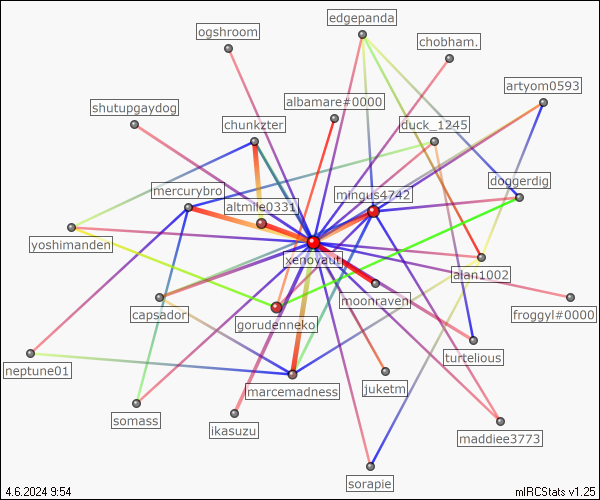 edgepanda
ogshroom
chobham.
artyom0593
albamare#0000
shutupgaydog
chunkzter
duck_1245
doggerdig
mercurybro
mingus4742
altmile0331
yoshimanden
xenoyaut
alan1002
moonraven
capsador
froggyl#0000
gorudenneko
turtelious
neptune01
juketm
marcemadness
somass
ikasuzu
maddiee3773
sorapie
4.6.2024 9:54
mIRCStats v1.25